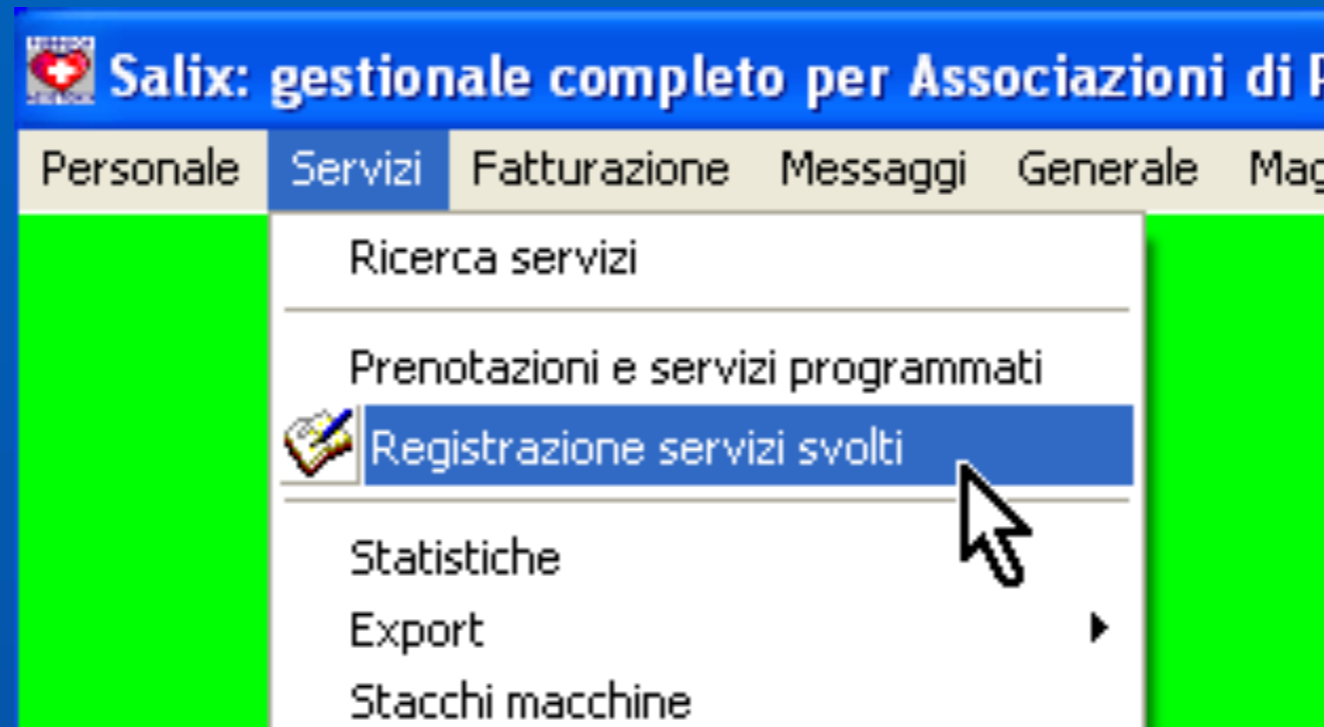 Salix: gestionale completo per Associazioni di
Personale Servizi Fatturazione Messaggi Generale
Ricerca servizi
Prenotazioni e servizi programmati
Registrazione servizi svolti
Statistiche
Export
Stacchi macchine